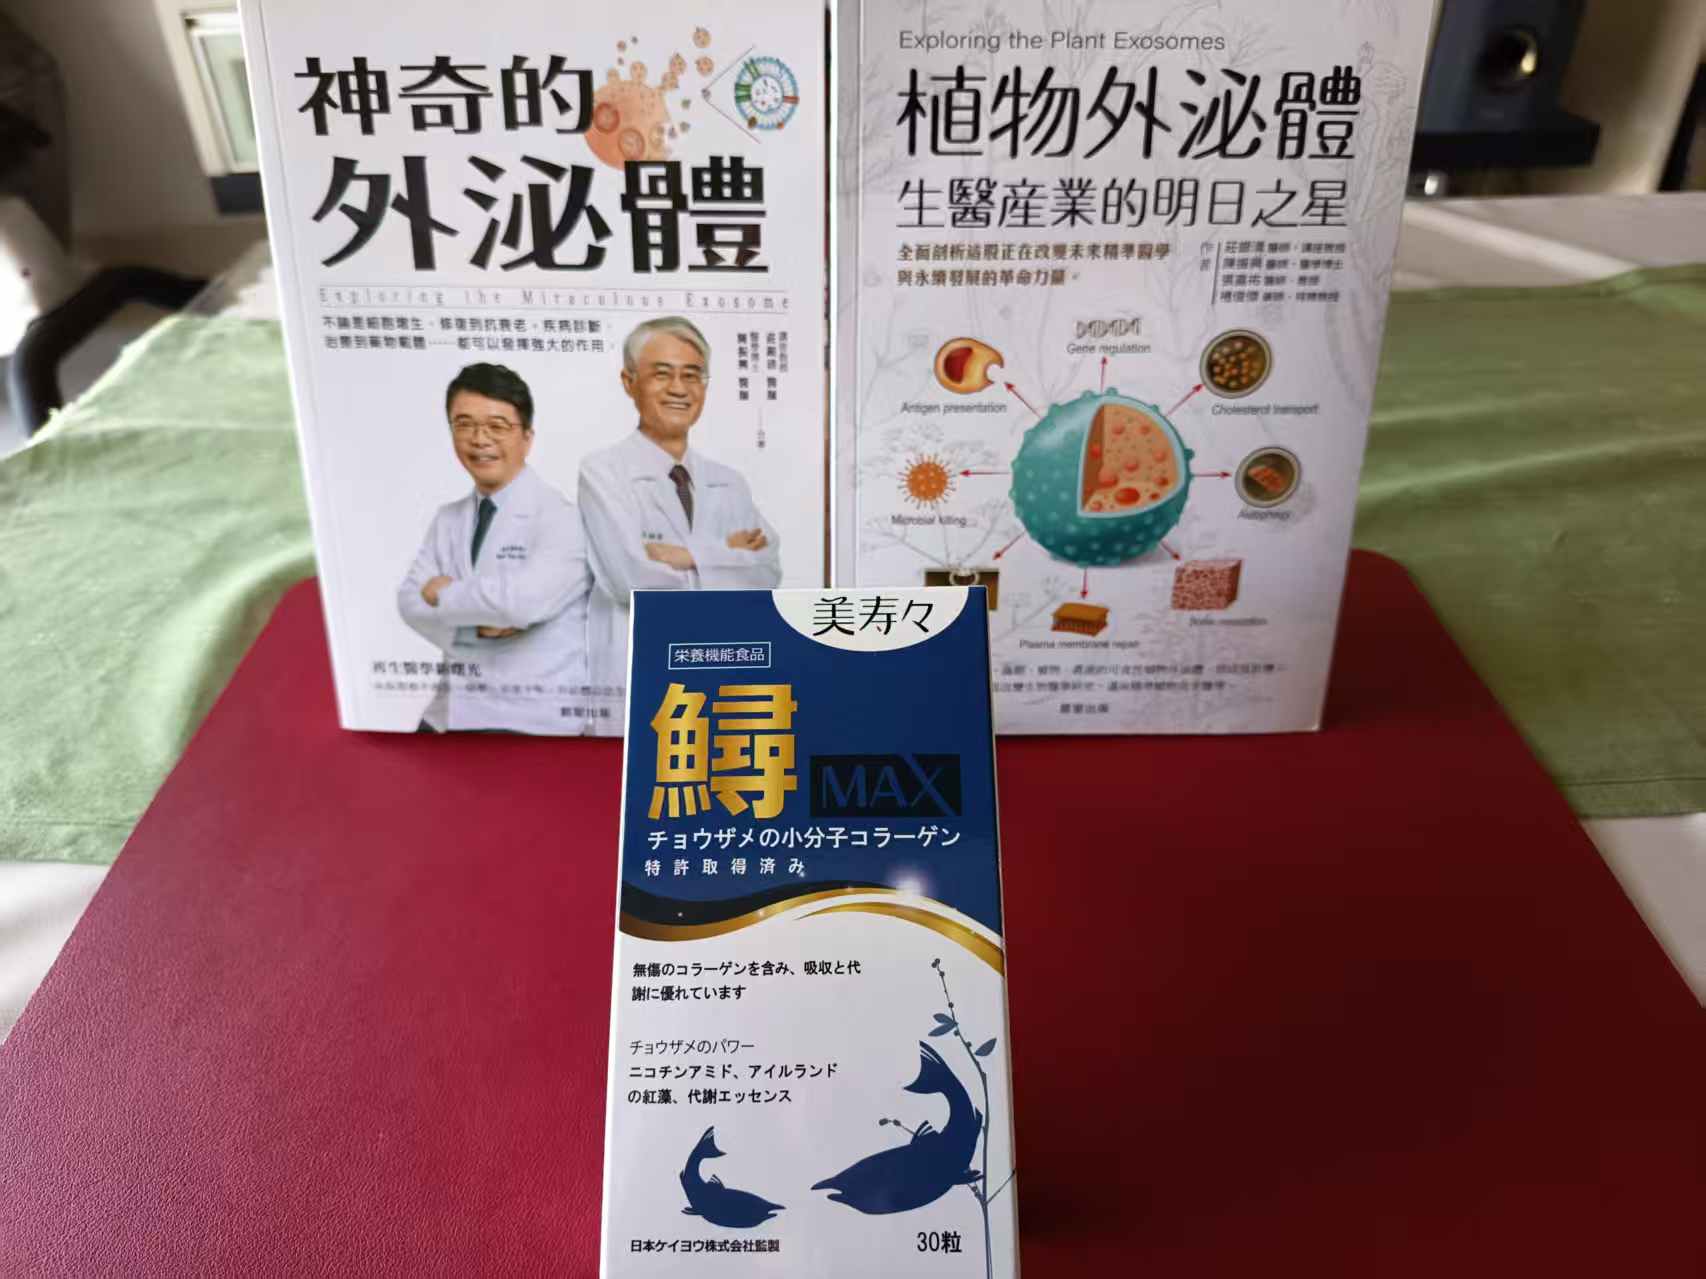 神奇的
外泌體
Exploring the Miraculous Exosome
不論是細胞增生、修復到抗衰老，疾病診斷、
治療到藥物載體……都可以發揮強大的作用。
再生醫學新曙光
Exploring the Plant Exosomes
植物外泌體
生醫產業的明日之星
全面剖析這股正在改變未來精準醫學
與永續發展的革命力量。
作者
Gene regulation
Antigen presentation
Cholesterol transport
Microbial killing
Autophagy
Plasma membrane repair
美寿々
栄養機能食品
鱘 MAX
チョウザメの小分子コラーゲン
特許取得済み
無傷のコラーゲンを含み、吸収と代
謝に優れています
チョウザメのパワー
ニコチンアミド、アイルランド
の紅藻、代謝エッセンス
日本ケイヨウ株式会社監製
30粒